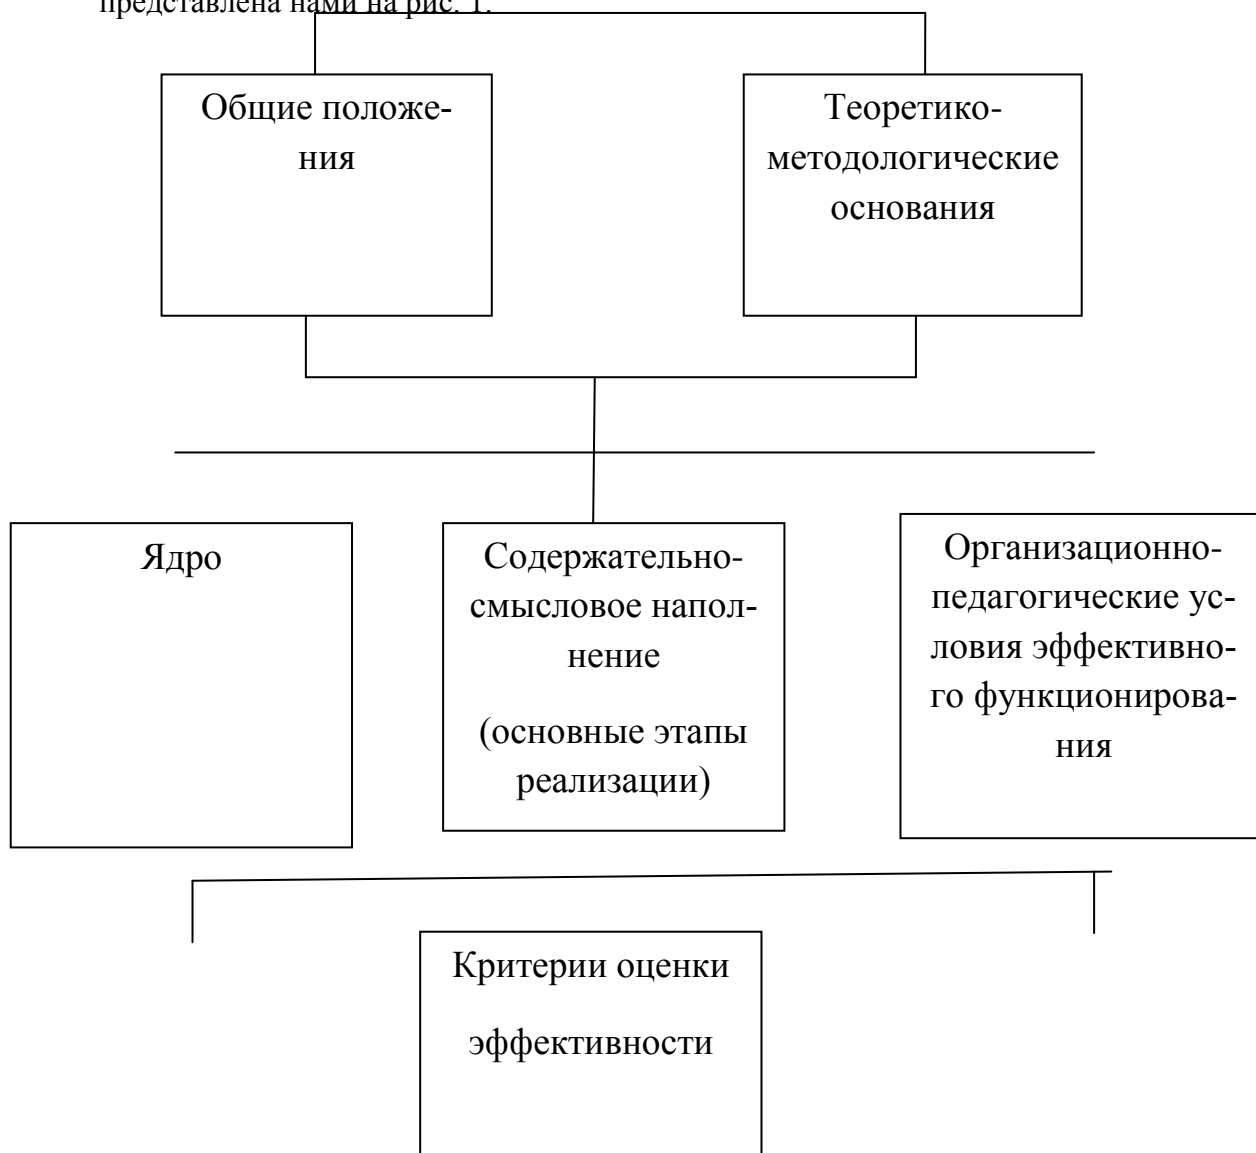 представлена нами на рис. 1.
Общие положе-
ния
Теоретико-
методологические
основания
Ядро
Содержательно-
смысловое напол-
нение
(основные этапы
реализации)
Организационно-
педагогические ус-
ловия эффективно-
го функционирова-
ния
Критерии оценки
эффективности